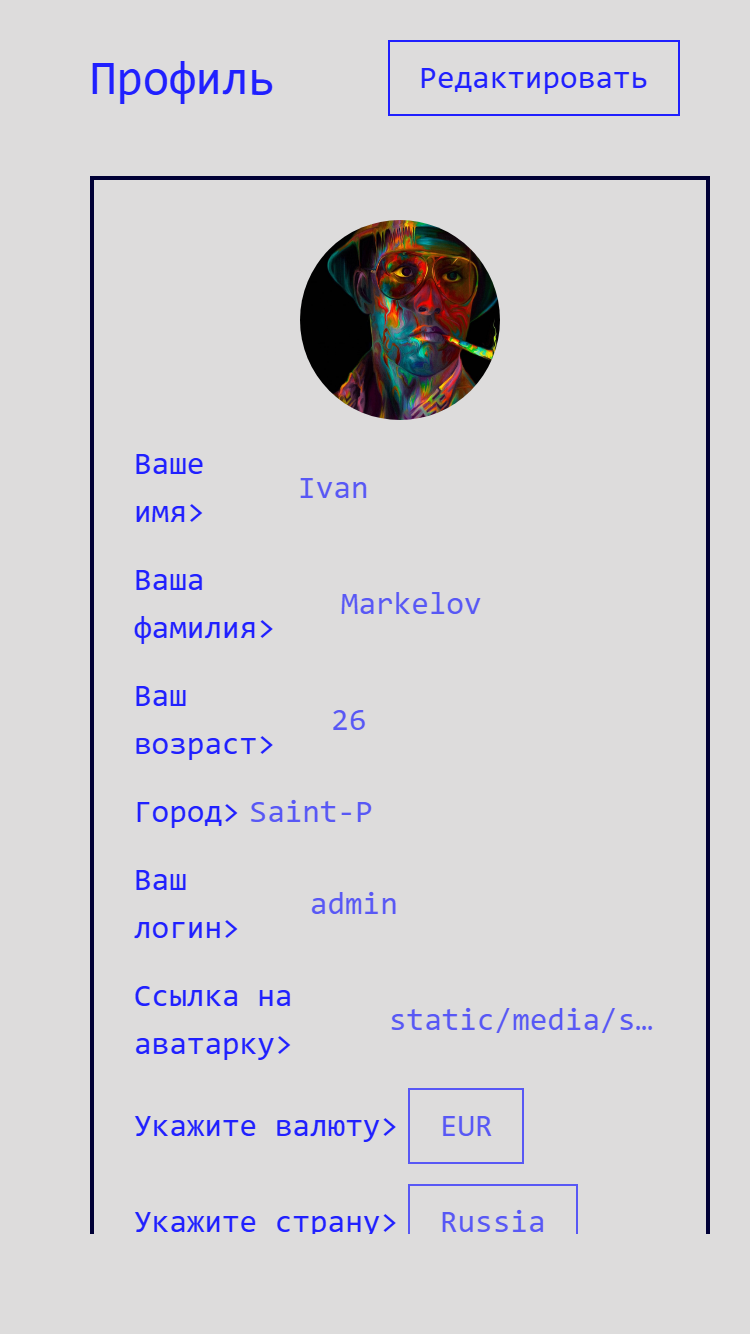 Профиль
Редактировать
Ваше
имя>
Ivan
Ваша
фамилия>
Markelov
Ваш
возраст>
26
Город> Saint-P
Ваш
логин>
admin
Ссылка на
аватарку>
static/media/s…
Укажите валюту> EUR
Укажите страну> Russia